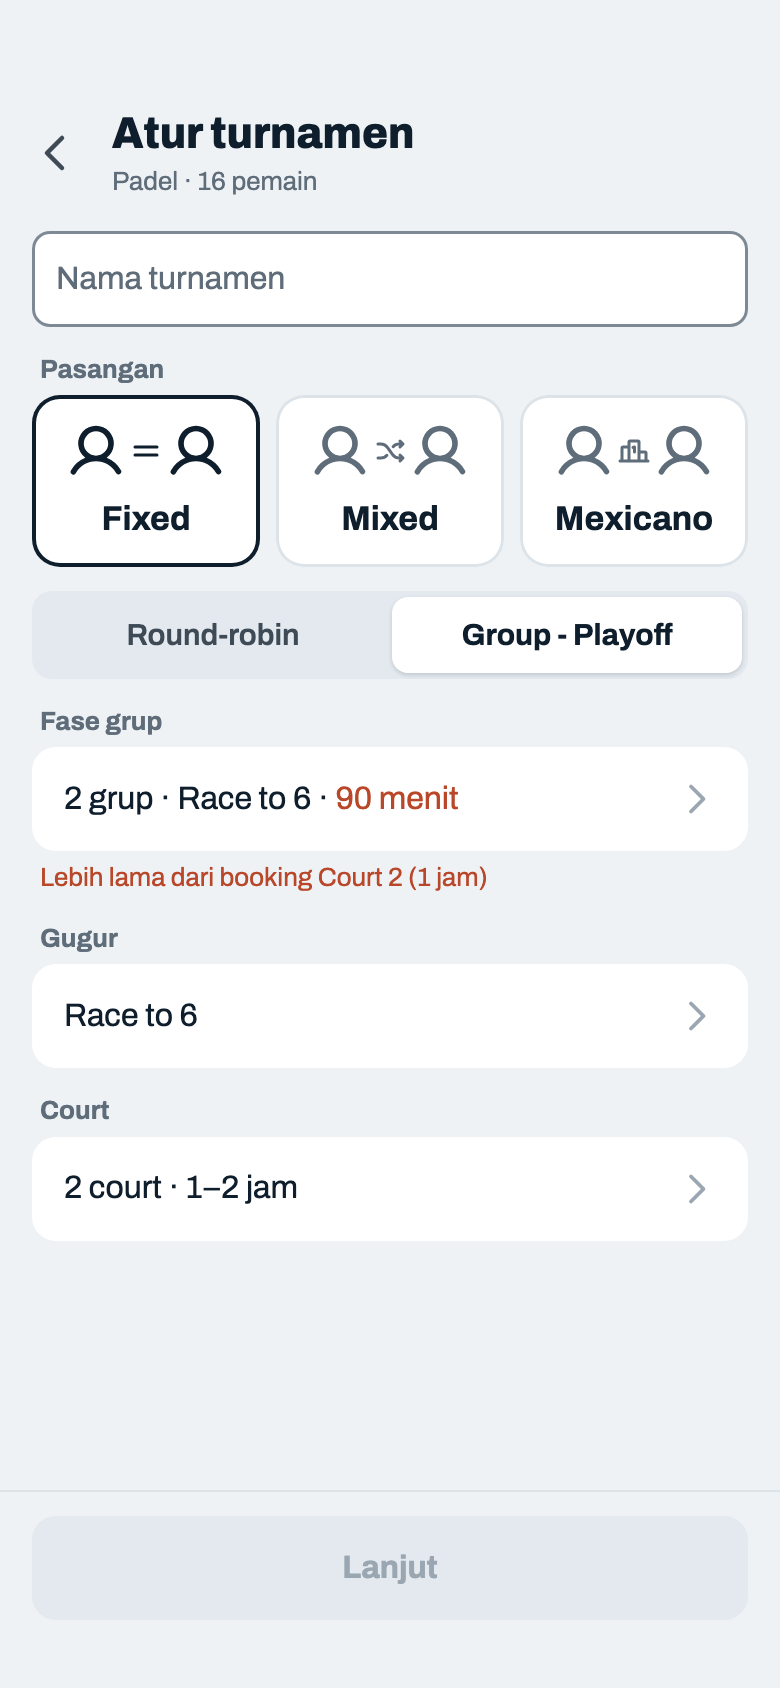 Atur turnamen
Padel · 16 pemain
Nama turnamen
Pasangan
Fixed
Mixed
Mexicano
Round-robin
Group - Playoff
Fase grup
2 grup · Race to 6 · 90 menit
Lebih lama dari booking Court 2 (1 jam)
Gugur
Race to 6
Court
2 court · 1–2 jam
Lanjut